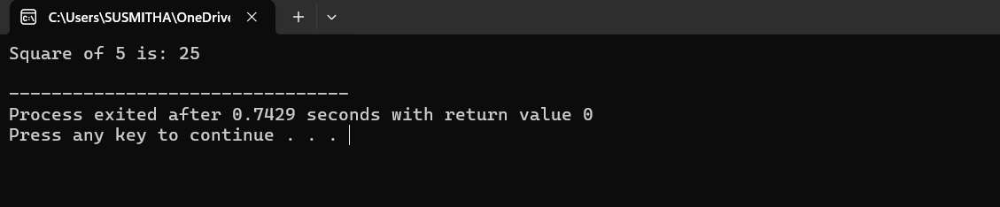 C:\Users\SUSMITHA\OneDrive
Square of 5 is: 25
--------------------------------
Process exited after 0.7429 seconds with return value 0
Press any key to continue . . .